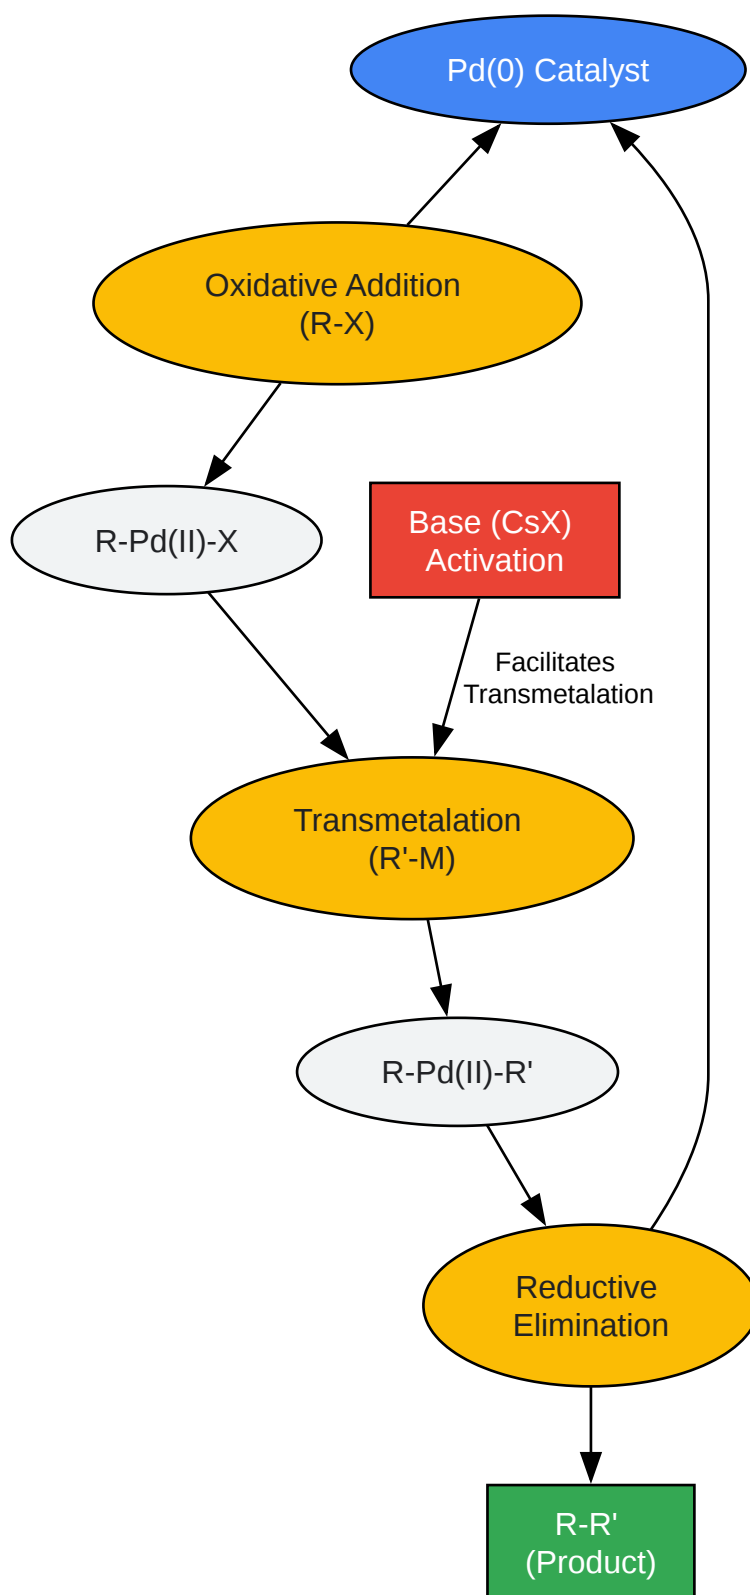 Pd(0) Catalyst
Oxidative Addition
(R-X)
R-Pd(II)-X
Base (CsX)
Activation
Facilitates
Transmetalation
Transmetalation
(R'-M)
R-Pd(II)-R'
Reductive
Elimination
R-R'
(Product)